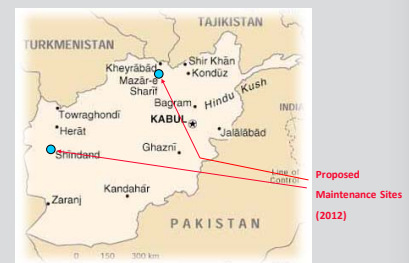 TAJIKISTAN
TURKMENISTAN
Kheyrābād
Shir Khān
Mazār-e
Sharīf
Kondūz
Bagram
Hindu Kush
INDIA
Towraghondī
KABUL
Herāt
Jalālābād
Ghaznī
Shīndand
Line of
Control
Proposed
Maintenance Sites
(2012)
Zaranj
Kandahār
PAKISTAN
0 150 300 km